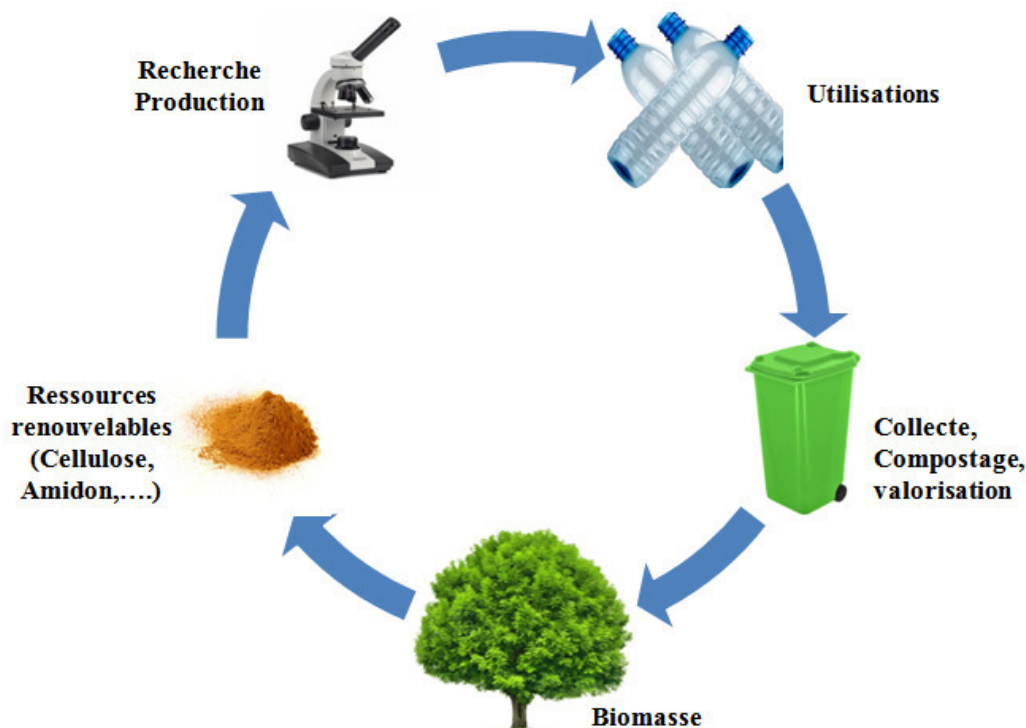 Recherche
Production
Utilisations
Collecte,
Compostage,
valorisation
Biomasse
Ressources
renouvelables
(Cellulose,
Amidon,….)